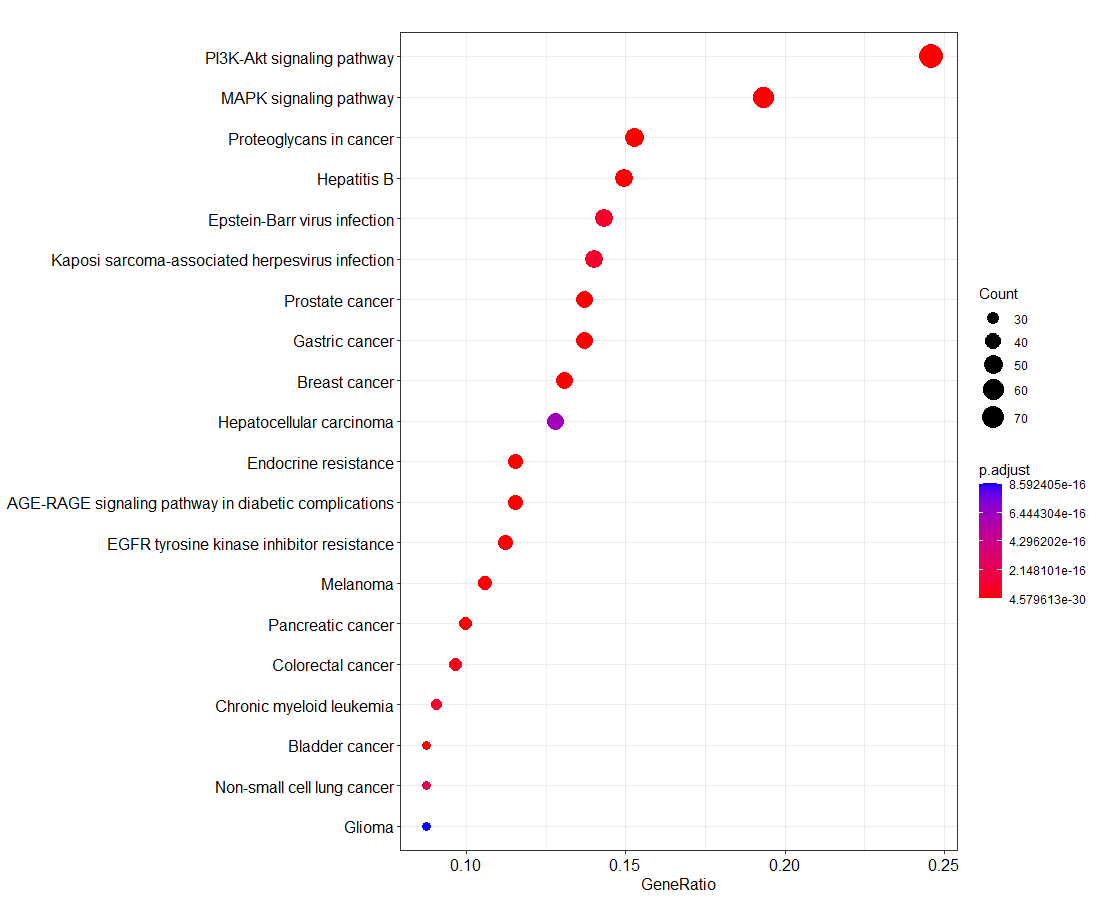 PI3K-Akt signaling pathway
MAPK signaling pathway
Proteoglycans in cancer
Hepatitis B
Epstein-Barr virus infection
Kaposi sarcoma-associated herpesvirus infection
Prostate cancer
Gastric cancer
Breast cancer
Hepatocellular carcinoma
Endocrine resistance
AGE-RAGE signaling pathway in diabetic complications
EGFR tyrosine kinase inhibitor resistance
Melanoma
Pancreatic cancer
Colorectal cancer
Chronic myeloid leukemia
Bladder cancer
Non-small cell lung cancer
Glioma
0.10 0.15 0.20 0.25
GeneRatio
Count
30
40
50
60
70
p.adjust
8.592405e-16
6.444304e-16
4.296202e-16
2.148101e-16
4.579613e-30